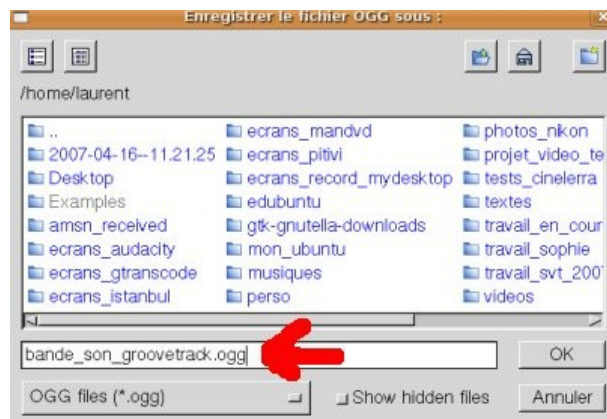 Enregistrer le fichier OGG sous :
/home/laurent
.. ecrans_mandvd photos_nikon
2007-04-16--11.21.25 ecrans_pitivi projet_video_te
Desktop ecrans_record_mydesktop tests_cinelerra
Examples edubuntu textes
amsn_received gtk-gnutella-downloads travail_en_cour
ecrans_audacity mon_ubuntu travail_sophie
ecrans_gtranscode musiques travail_svt_200
ecrans_istanbul perso videos
bande_son_groovetrack.ogg OK
OGG files (*.ogg) Show hidden files Annuler